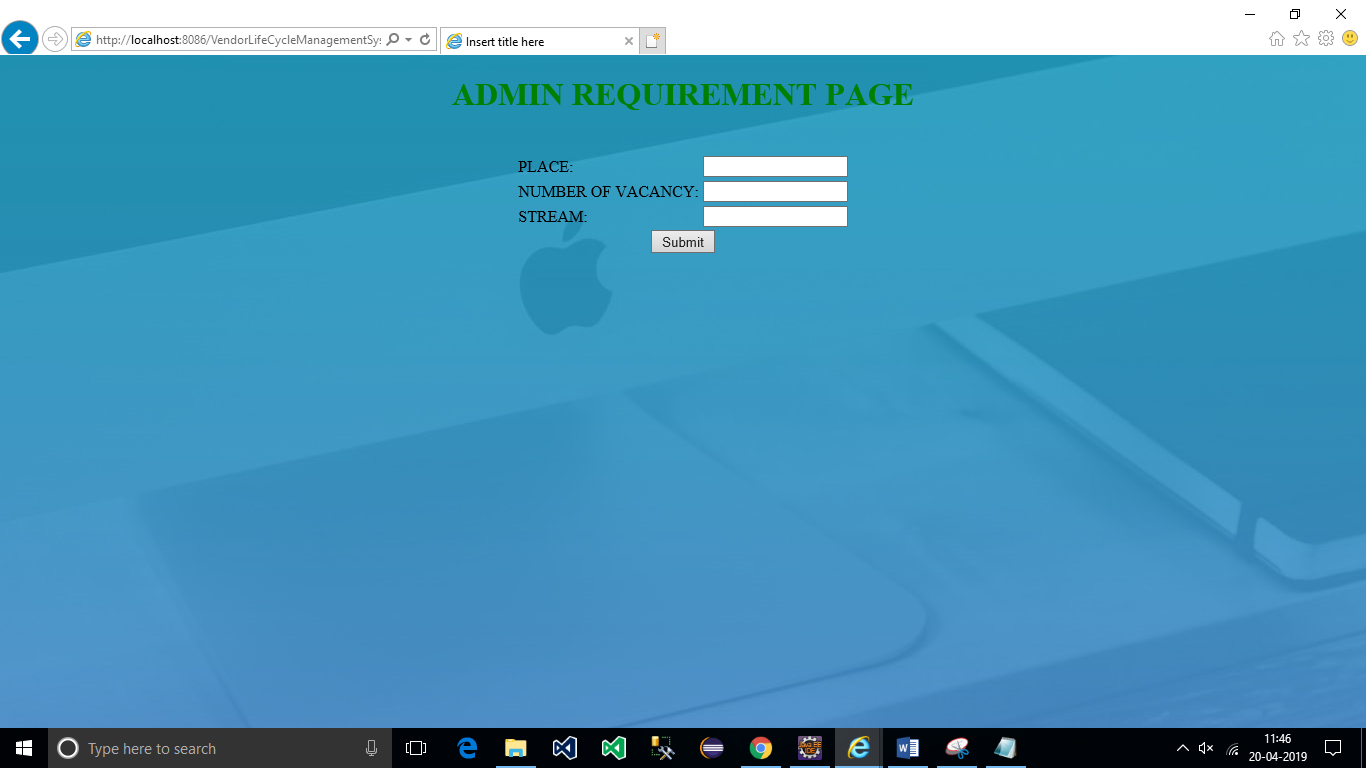 http://localhost:8086/VendorLifeCycleManagementSy
Insert title here
ADMIN REQUIREMENT PAGE
PLACE:
NUMBER OF VACANCY:
STREAM:
Submit
Type here to search
11:46
20-04-2019